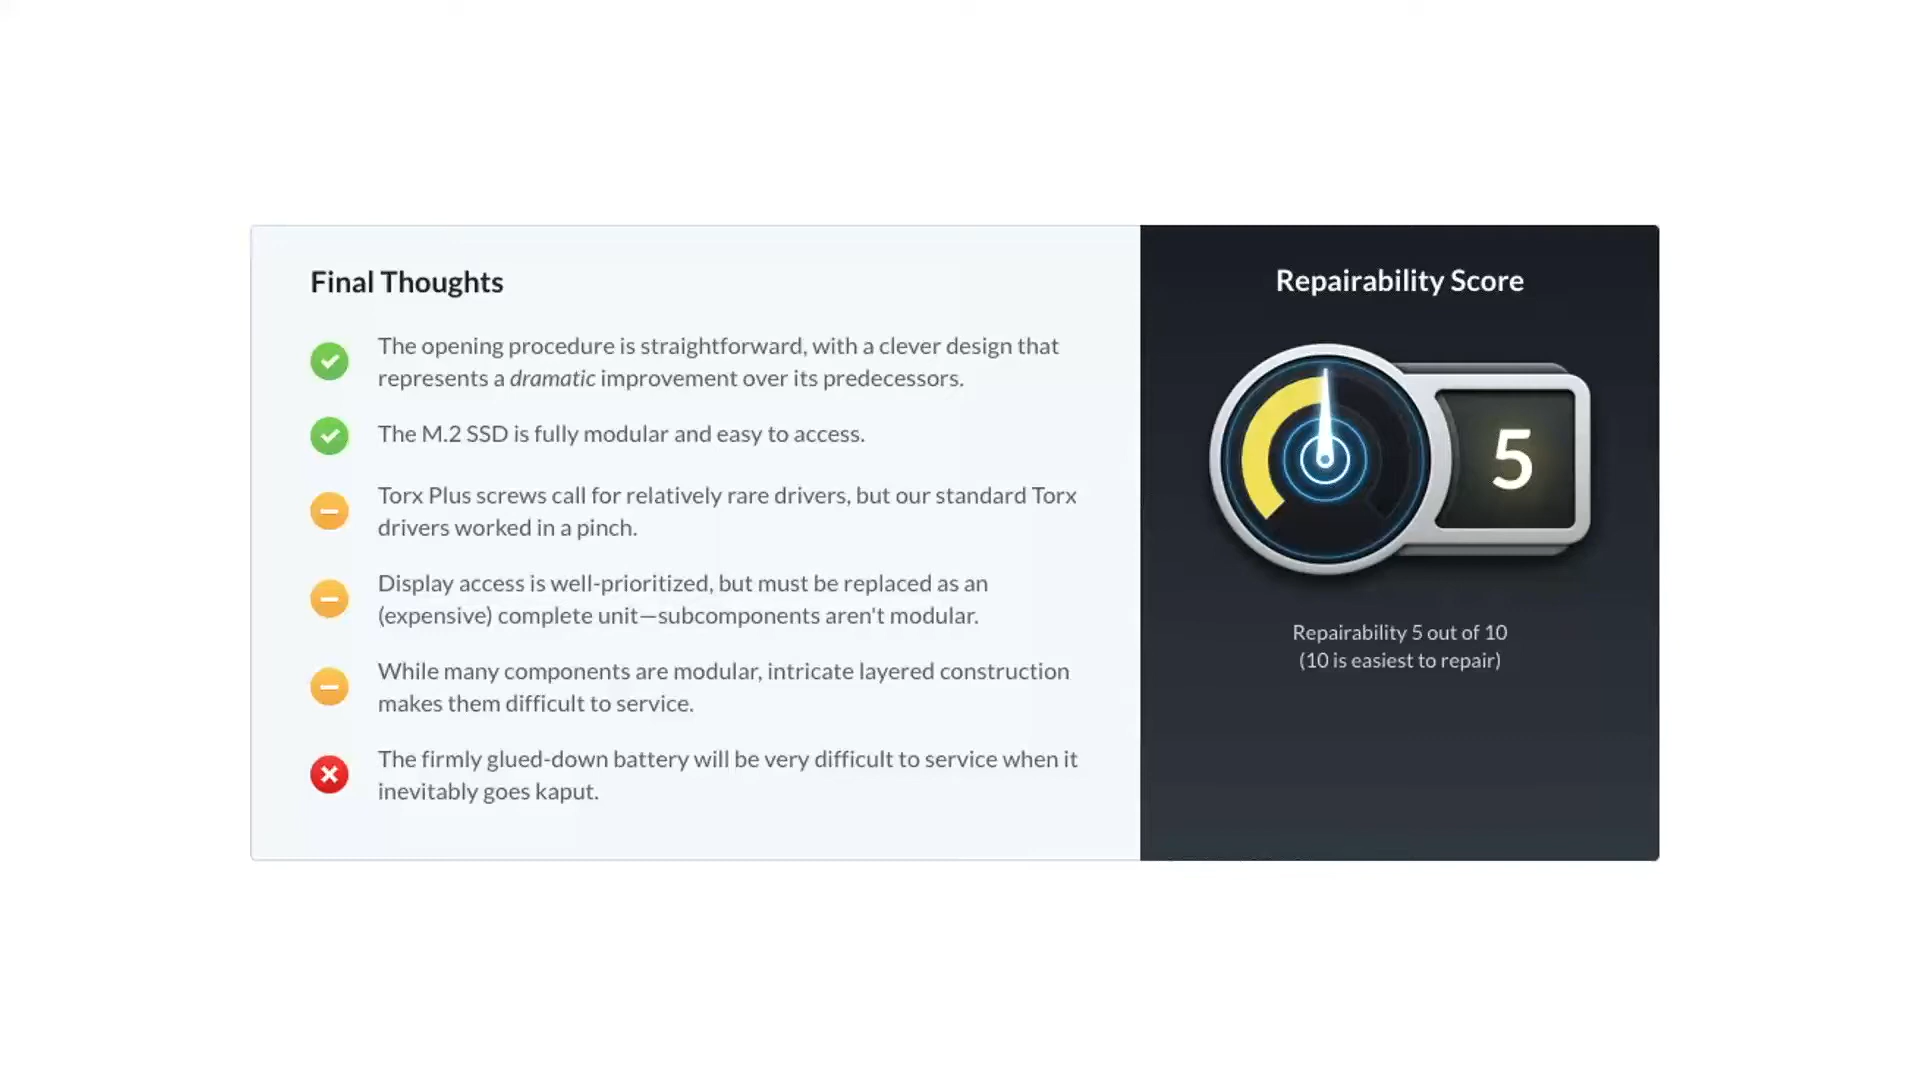 Final Thoughts
The opening procedure is straightforward, with a clever design that
represents a dramatic improvement over its predecessors.
The M.2 SSD is fully modular and easy to access.
Torx Plus screws call for relatively rare drivers, but our standard Torx
drivers worked in a pinch.
Display access is well-prioritized, but must be replaced as an
(expensive) complete unit—subcomponents aren't modular.
While many components are modular, intricate layered construction
makes them difficult to service.
The firmly glued-down battery will be very difficult to service when it
inevitably goes kaput.
Repairability Score
5
Repairability 5 out of 10
(10 is easiest to repair)